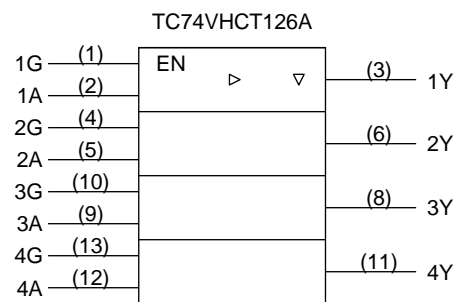 TC74VHCT126A
1G (1) EN
1A (2)
(3) 1Y
2G (4)
2A (5)
(6) 2Y
3G (10)
3A (9)
(8) 3Y
4G (13)
4A (12)
(11) 4Y